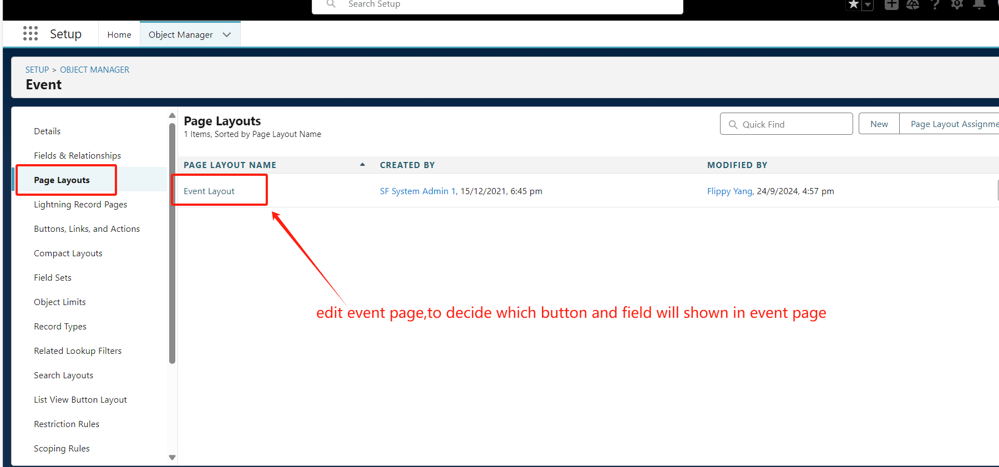 Search Setup
Setup
Home
Object Manager
SETUP > OBJECT MANAGER
Event
Details
Fields & Relationships
Page Layouts
Lightning Record Pages
Buttons, Links, and Actions
Compact Layouts
Field Sets
Object Limits
Record Types
Related Lookup Filters
Search Layouts
List View Button Layout
Restriction Rules
Scoping Rules
Page Layouts
1 Items, Sorted by Page Layout Name
Quick Find
New
Page Layout Assignme
PAGE LAYOUT NAME CREATED BY MODIFIED BY
Event Layout SF System Admin 1, 15/12/2021, 6:45 pm Flippy Yang, 24/9/2024, 4:57 pm
edit event page,to decide which button and field will shown in event page